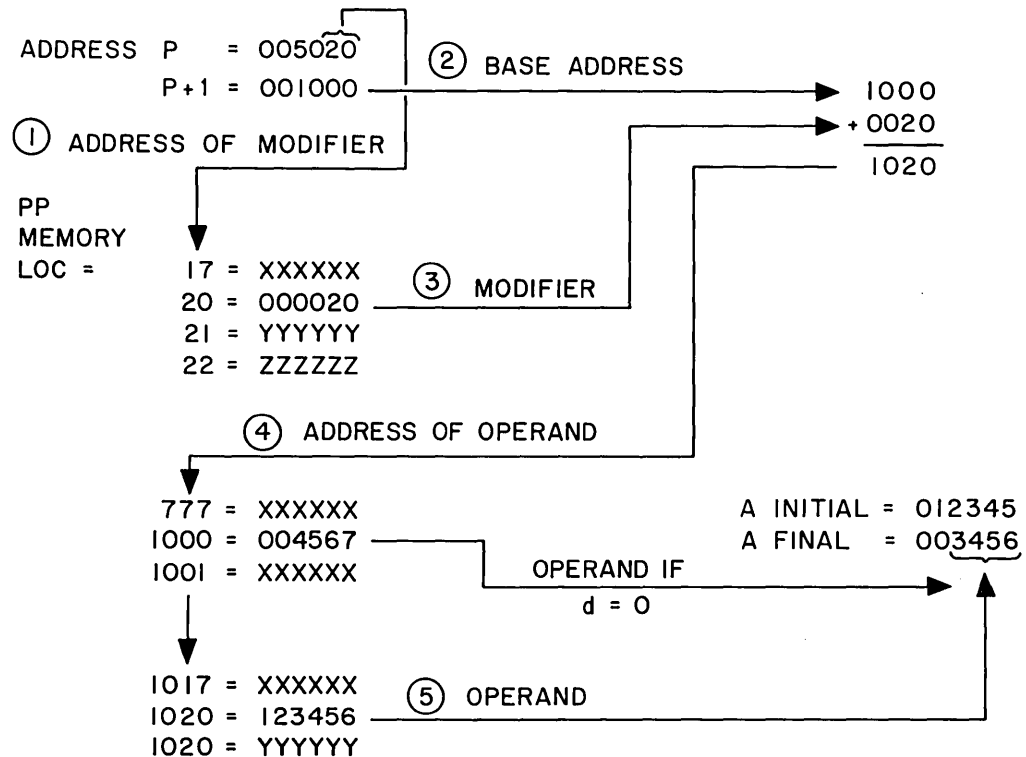 ADDRESS P = 005020
P+1 = 001000
② BASE ADDRESS
1000
+ 0020
1020
① ADDRESS OF MODIFIER
PP
MEMORY
LOC =
17 = XXXXXX
20 = 000020
21 = YYYYYY
22 = ZZZZZZ
③ MODIFIER
④ ADDRESS OF OPERAND
777 = XXXXXX
1000 = 004567
1001 = XXXXXX
A INITIAL = 012345
A FINAL = 003456
OPERAND IF
d = 0
1017 = XXXXXX
1020 = 123456
1020 = YYYYYY
⑤ OPERAND